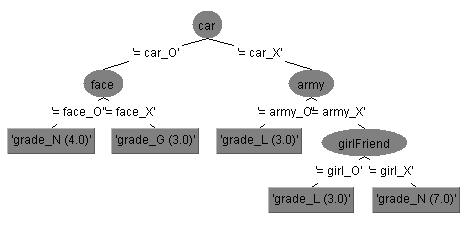 car
'= car_O' '= car_X'
face army
'= face_O' '= face_X' '= army_O' '= army_X'
'grade_N (4.0)' 'grade_G (3.0)' 'grade_L (3.0)' girlFriend
'= girl_O' '= girl_X'
'grade_L (3.0)' 'grade_N (7.0)'